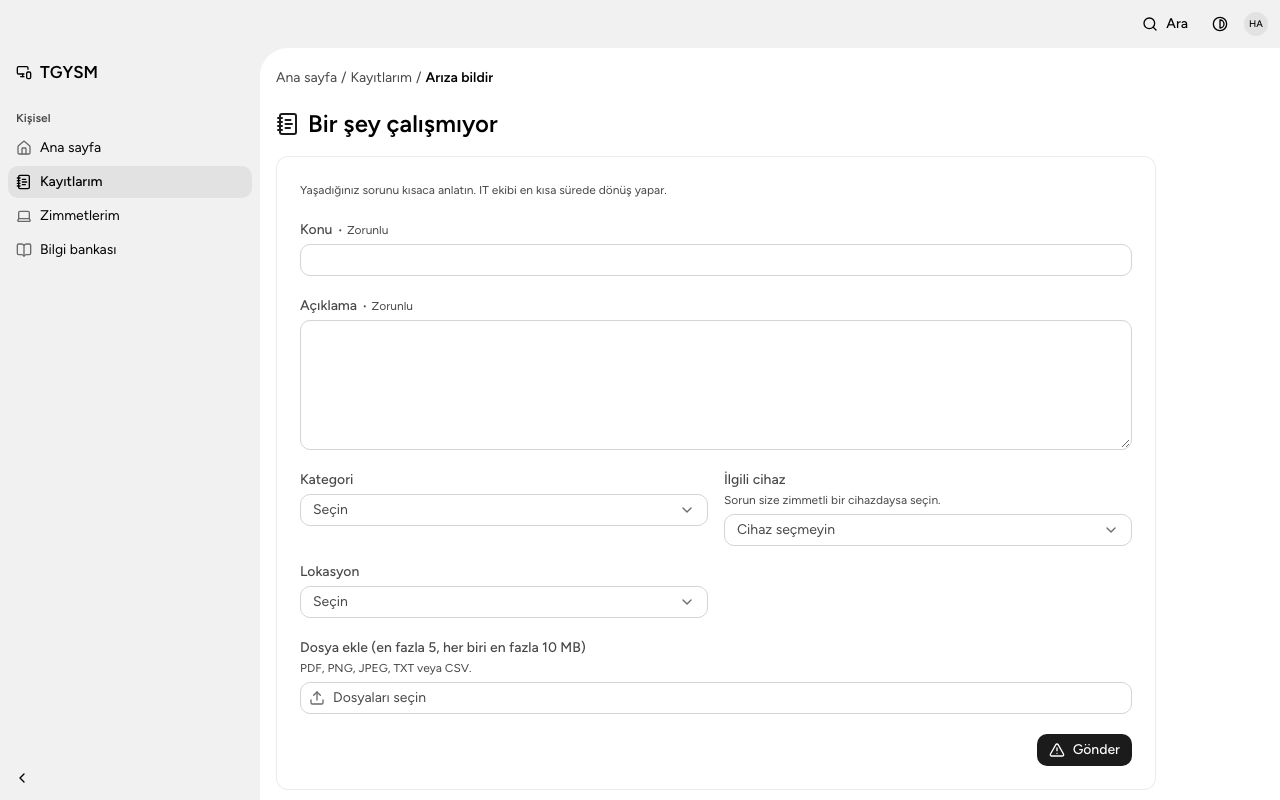 Ara
HA
TGYSM
Kişisel
Ana sayfa
Kayıtlarım
Zimmetlerim
Bilgi bankası
Ana sayfa / Kayıtlarım / Arıza bildir
Bir şey çalışmıyor
Yaşadığınız sorunu kısaca anlatın. IT ekibi en kısa sürede dönüş yapar.
Konu • Zorunlu
Açıklama • Zorunlu
Kategori
Seçin
İlgili cihaz
Sorun size zimmetli bir cihazdaysa seçin.
Cihaz seçmeyin
Lokasyon
Seçin
Dosya ekle (en fazla 5, her biri en fazla 10 MB)
PDF, PNG, JPEG, TXT veya CSV.
Dosyaları seçin
Gönder